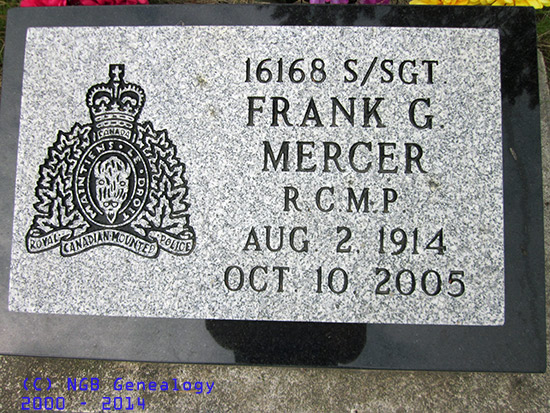 16168 S/SGT
FRANK G.
MERCER
R.C.M.P.
AUG. 2, 1914
OCT. 10, 2005
CANADA
MAINTIENS LE DROIT
ROYAL CANADIAN MOUNTED POLICE
(C) NGB Genealogy
2000 - 2014